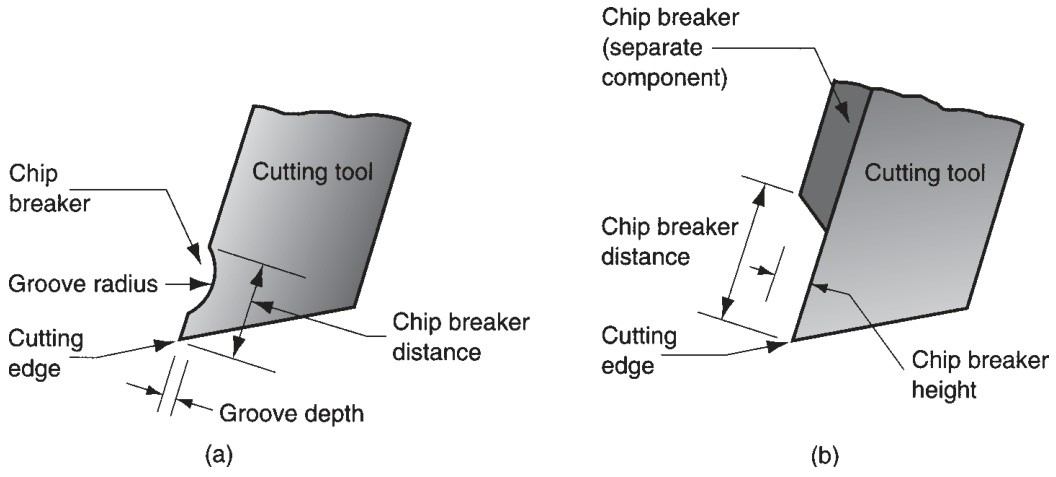 Chip
breaker
Cutting tool
Groove radius
Cutting
edge
Chip breaker
distance
Groove depth
(a)
Chip breaker
(separate
component)
Cutting tool
Chip breaker
distance
Cutting
edge
Chip breaker
height
(b)